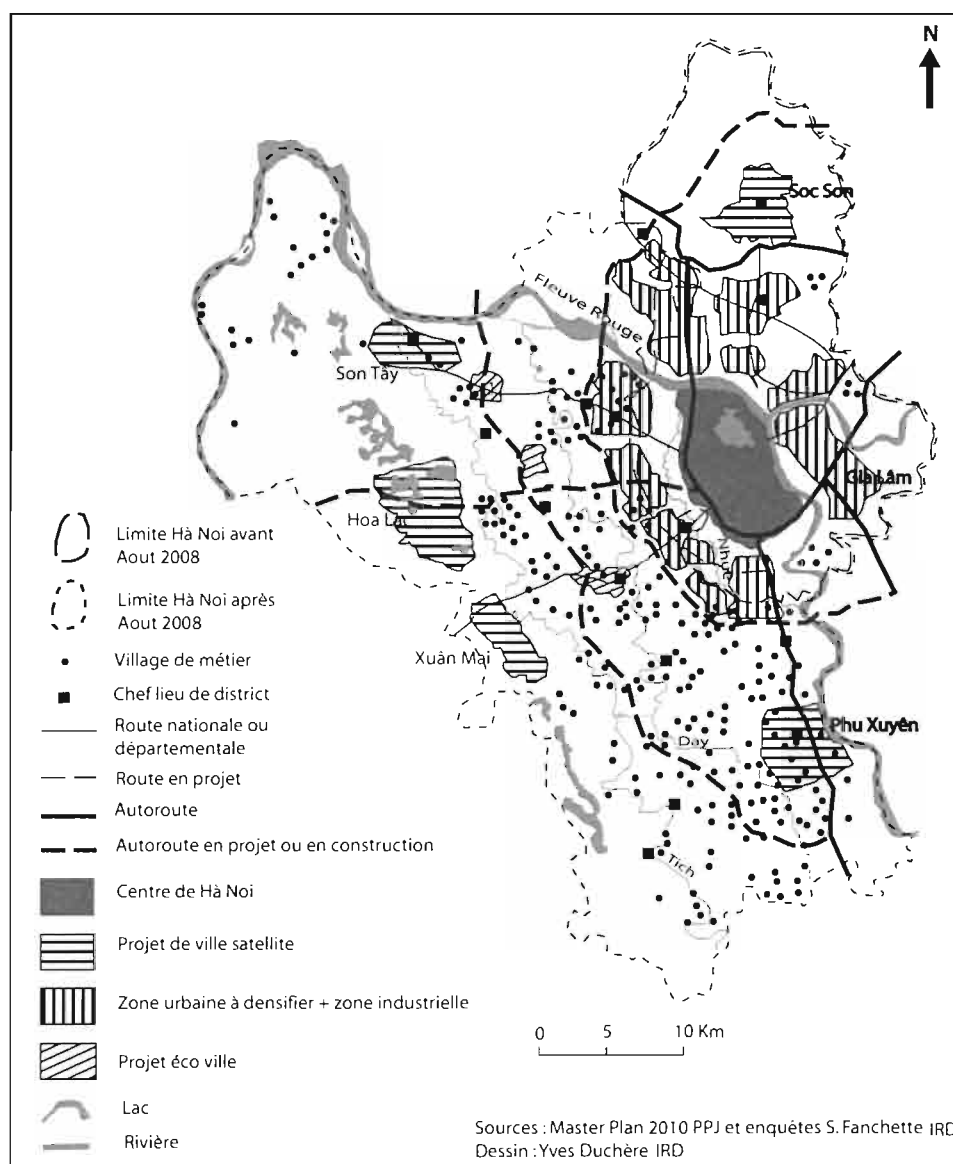 N
Soc Son
Fleuve Rouge
Son Tây
Gia Lâm
Hoa Lac
Nhuệ
Xuân Mai
Phu Xuyên
Day
Tich
Limite Hà Noi avant
Aout 2008
Limite Hà Noi après
Aout 2008
Village de métier
Chef lieu de district
Route nationale ou
départementale
Route en projet
Autoroute
Autoroute en projet ou en construction
Centre de Hà Noi
Projet de ville satellite
Zone urbaine à densifier + zone industrielle
Projet éco ville
Lac
Rivière
0 5 10 Km
Sources : Master Plan 2010 PPJ et enquêtes S. Fanchette IRD
Dessin : Yves Duchère IRD